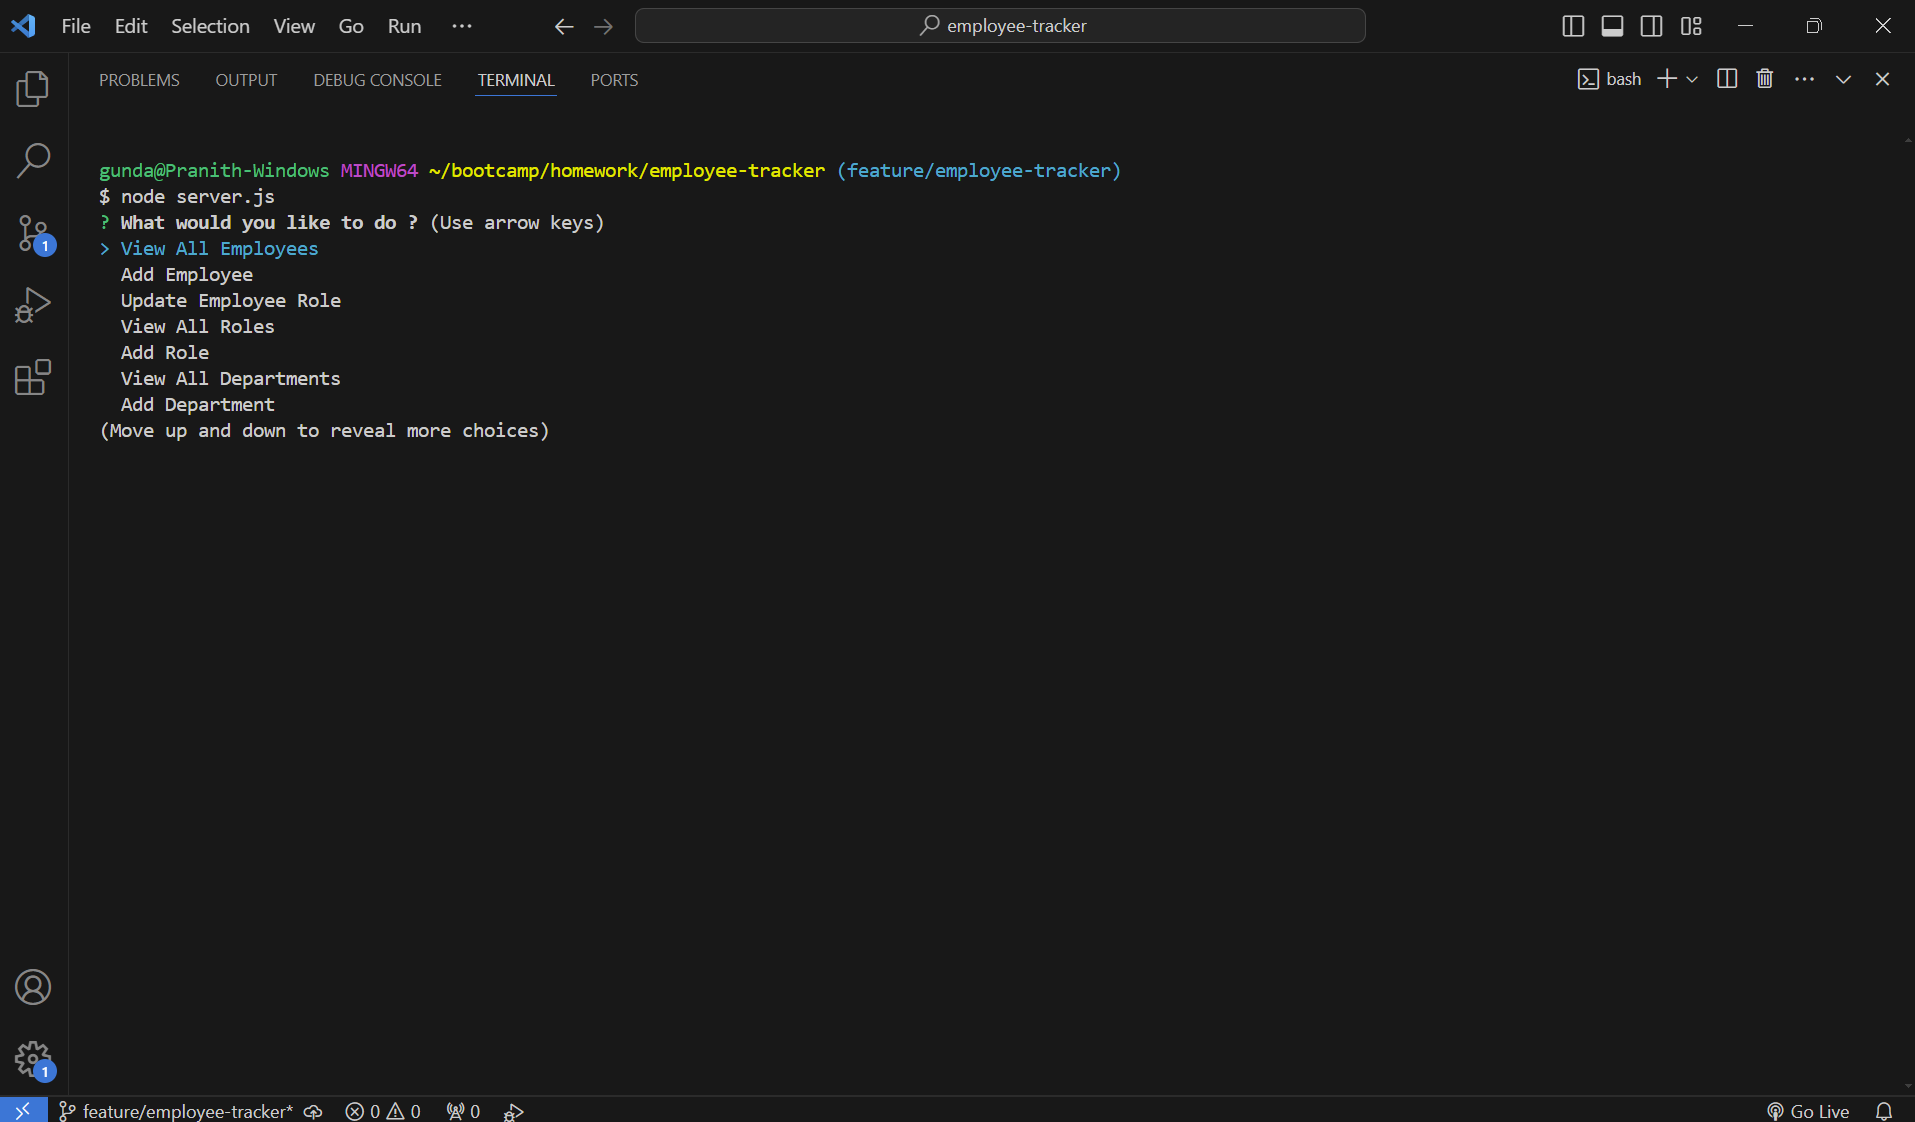 File Edit Selection View Go Run ··· employee-tracker
PROBLEMS OUTPUT DEBUG CONSOLE TERMINAL PORTS bash
gunda@Pranith-Windows MINGW64 ~/bootcamp/homework/employee-tracker (feature/employee-tracker)
$ node server.js
? What would you like to do ? (Use arrow keys)
> View All Employees
Add Employee
Update Employee Role
View All Roles
Add Role
View All Departments
Add Department
(Move up and down to reveal more choices)
1
1
feature/employee-tracker* 0 0 0 Go Live